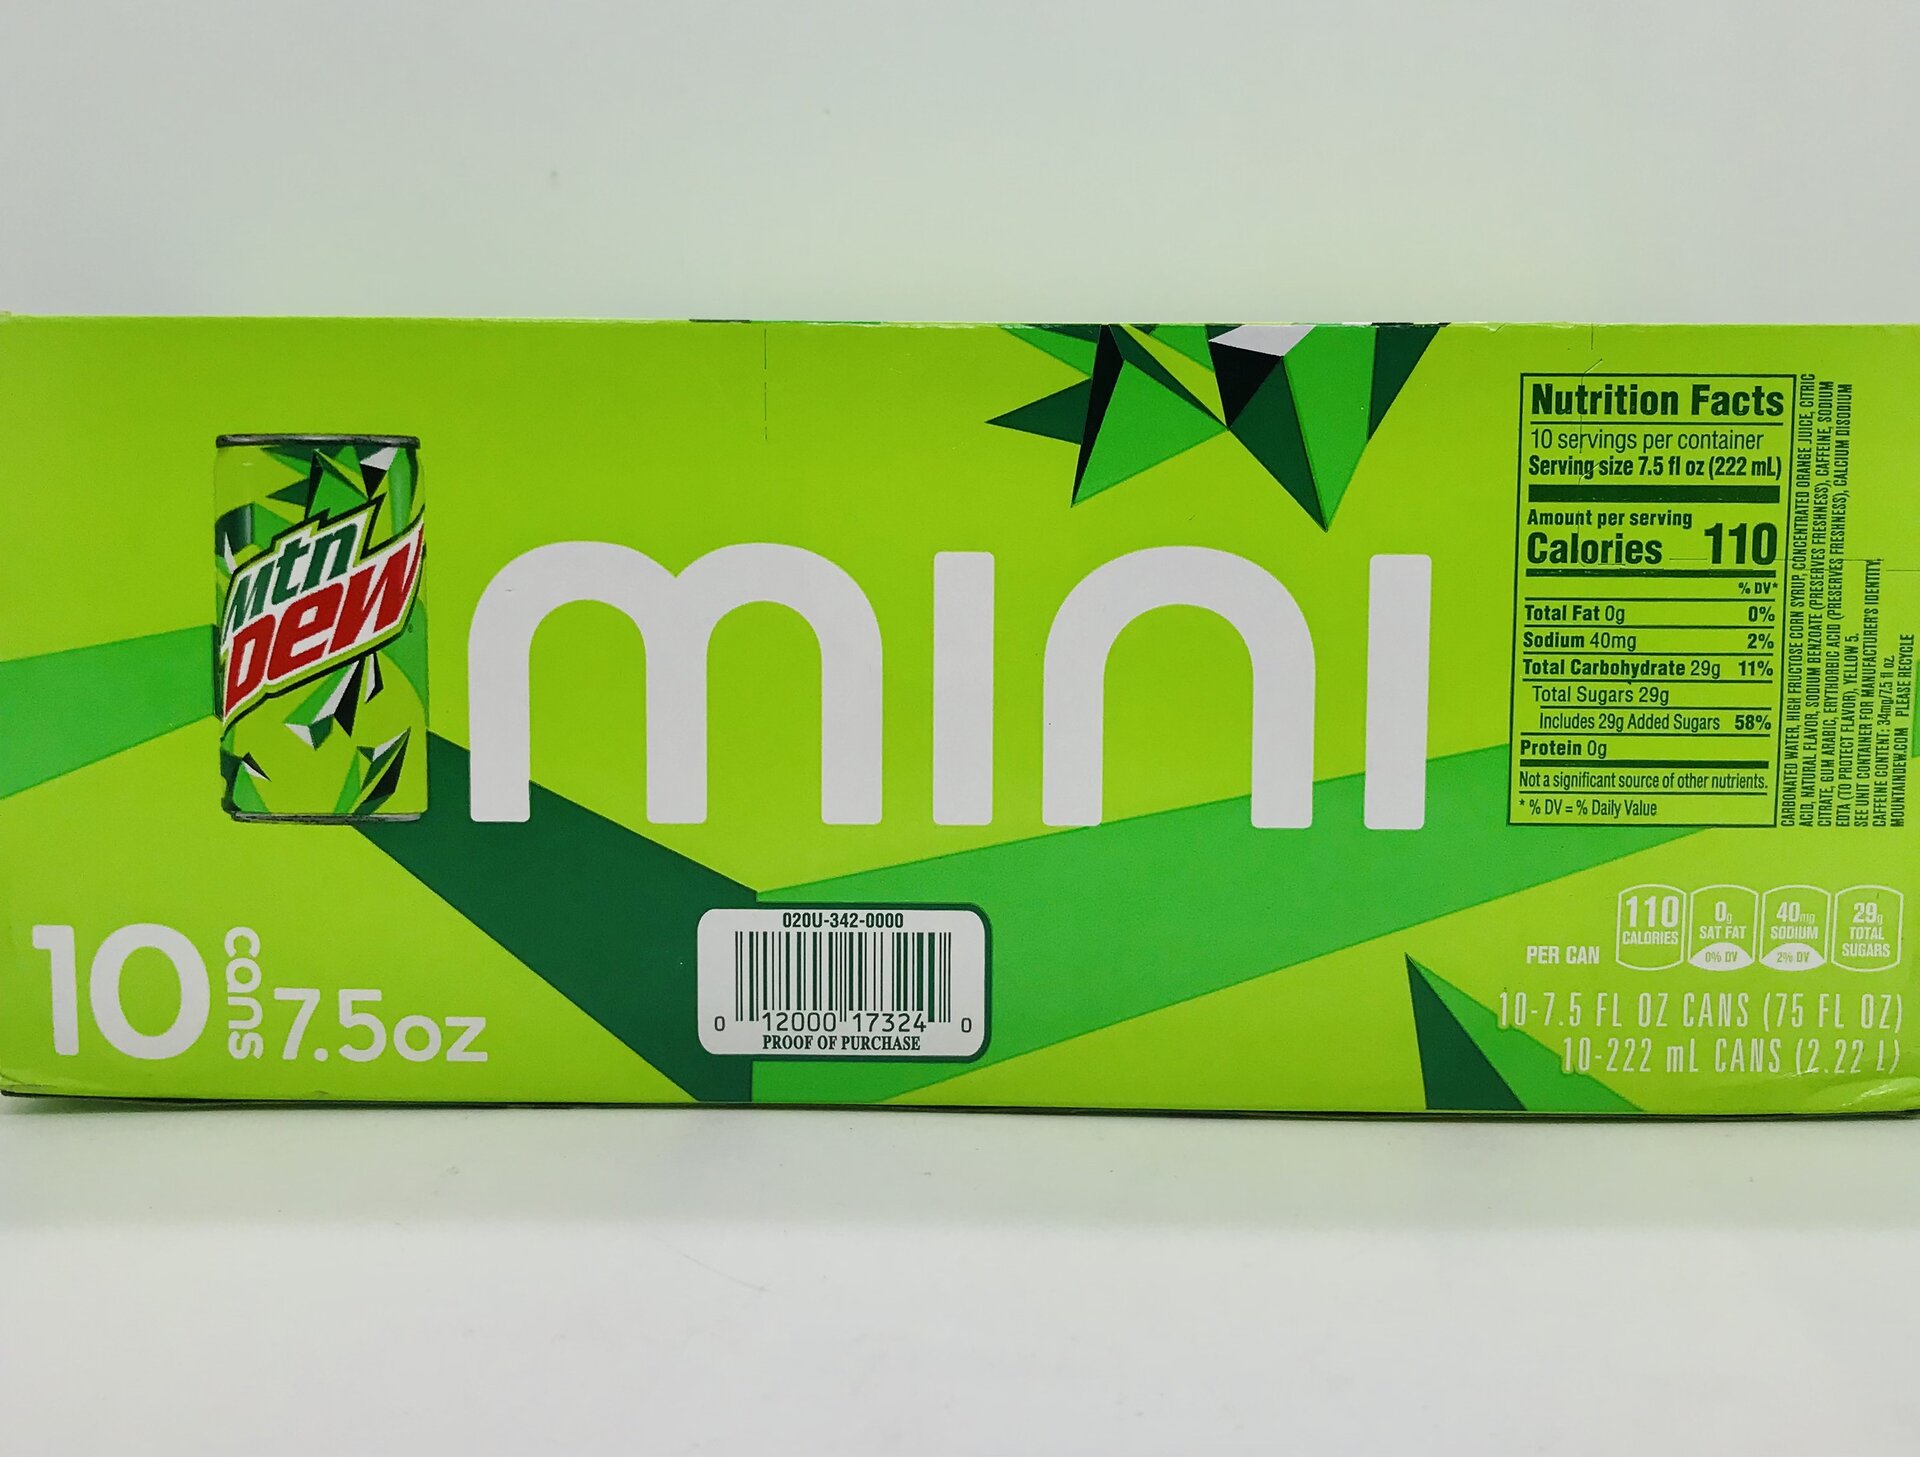 Mtn
Dew
mini
10
cans
7.5oz
020U-342-0000
0 12000 17324 0
PROOF OF PURCHASE
Nutrition Facts
10 servings per container
Serving size 7.5 fl oz (222 mL)
Amount per serving
Calories 110
% DV*
Total Fat 0g 0%
Sodium 40mg 2%
Total Carbohydrate 29g 11%
Total Sugars 29g
Includes 29g Added Sugars 58%
Protein 0g
Not a significant source of other nutrients.
* % DV = % Daily Value
CARBONATED WATER, HIGH FRUCTOSE CORN SYRUP, CONCENTRATED ORANGE JUICE, CITRIC
ACID, NATURAL FLAVOR, SODIUM BENZOATE (PRESERVES FRESHNESS), CAFFEINE, SODIUM
CITRATE, GUM ARABIC, ERYTHORBIC ACID (PRESERVES FRESHNESS), CALCIUM DISODIUM
EDTA (TO PROTECT FLAVOR), YELLOW 5.
SEE UNIT CONTAINER FOR MANUFACTURER'S IDENTITY.
CAFFEINE CONTENT: 34mg/7.5 fl oz.
MOUNTAINDEW.COM PLEASE RECYCLE
PER CAN
110
CALORIES
0g
SAT FAT
0% DV
40mg
SODIUM
2% DV
29g
TOTAL
SUGARS
10-7.5 FL OZ CANS (75 FL OZ)
10-222 mL CANS (2.22 L)